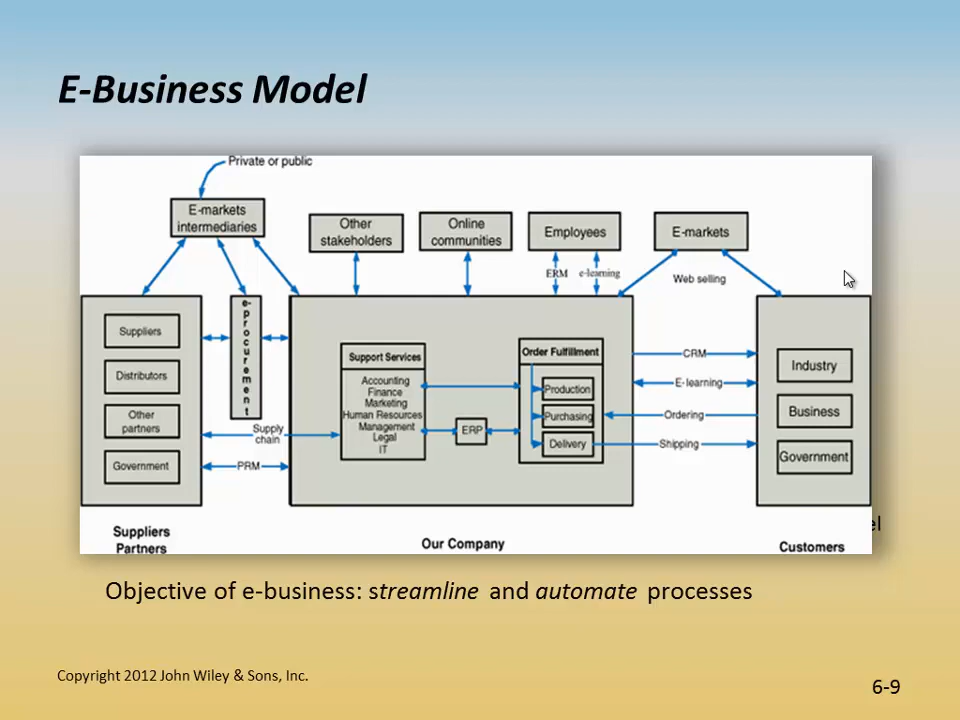 E-Business Model
Private or public
E-markets
intermediaries
Other
stakeholders
Online
communities
Employees
E-markets
ERM
e-learning
Web selling
Suppliers
Distributors
Other
partners
Government
e-procurement
Supply
chain
PRM
Support Services
Accounting
Finance
Marketing
Human Resources
Management
Legal
IT
ERP
Order Fulfillment
Production
Purchasing
Delivery
CRM
E-learning
Ordering
Shipping
Industry
Business
Government
Suppliers
Partners
Our Company
Customers
Objective of e-business: streamline and automate processes
Copyright 2012 John Wiley & Sons, Inc.
6-9